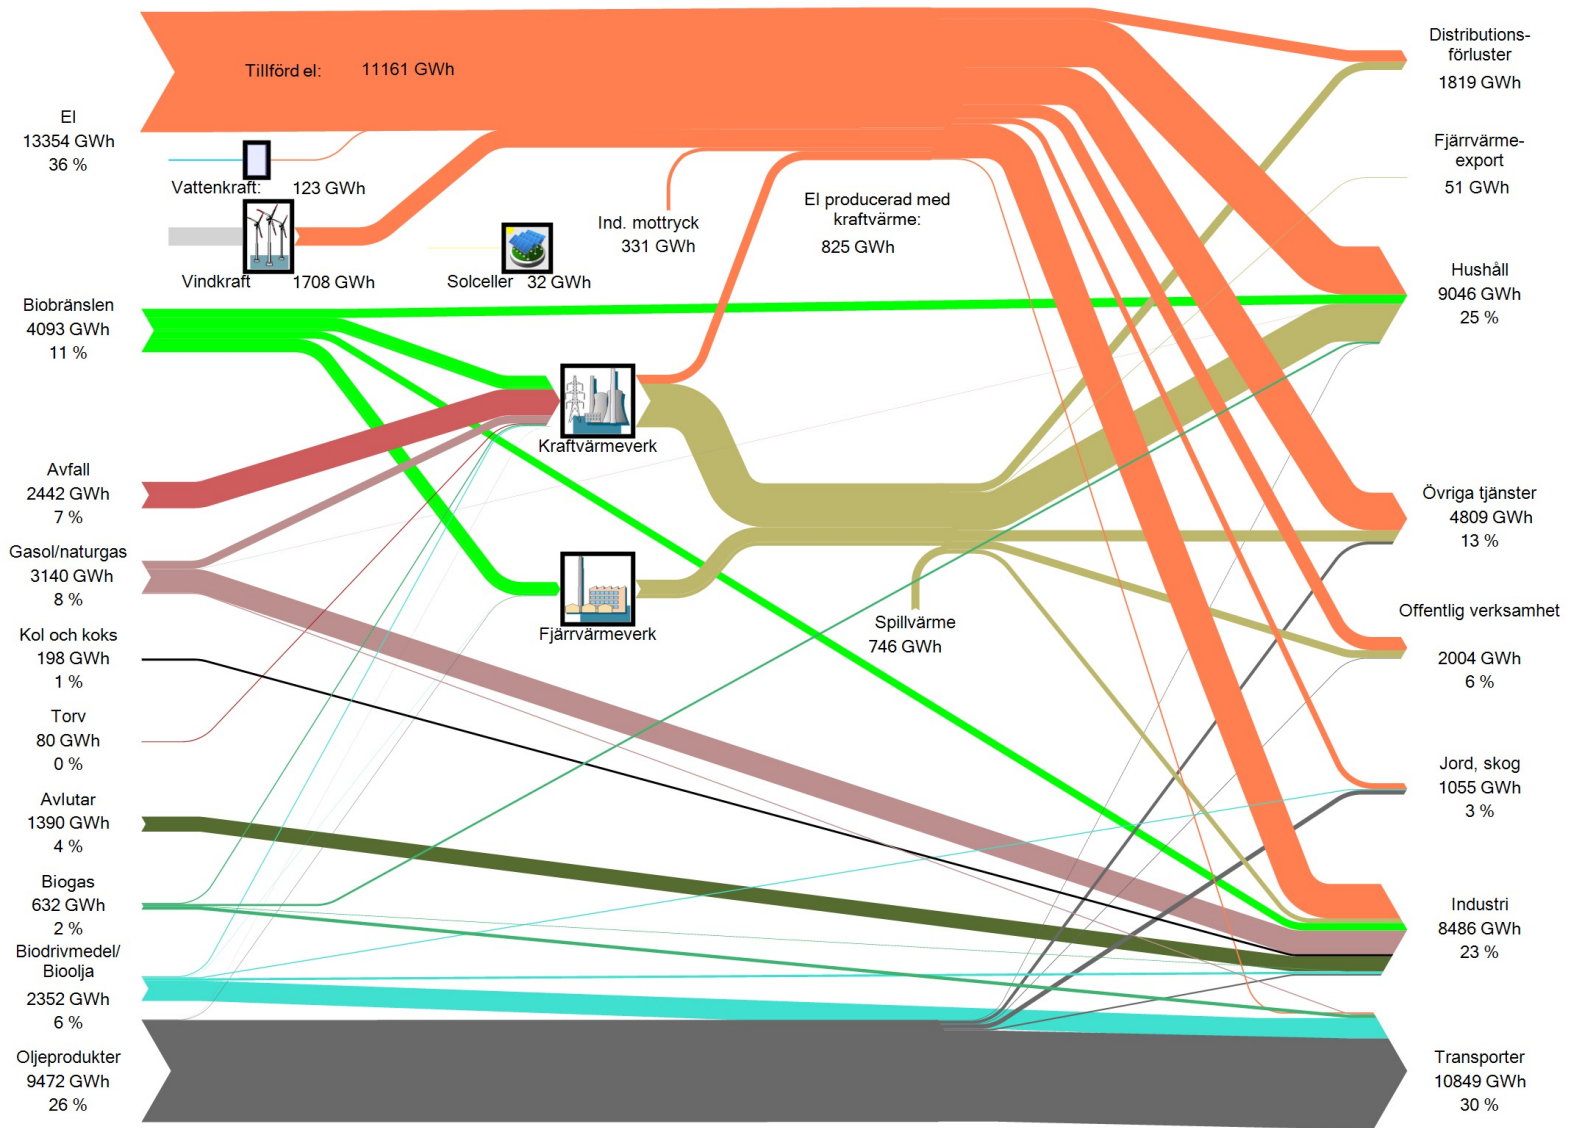 Tillförd el: 11161 GWh
El
13354 GWh
36 %
Vattenkraft: 123 GWh
Vindkraft 1708 GWh
Solceller 32 GWh
Ind. mottryck
331 GWh
El producerad med
kraftvärme:
825 GWh
Biobränslen
4093 GWh
11 %
Avfall
2442 GWh
7 %
Gasol/naturgas
3140 GWh
8 %
Kol och koks
198 GWh
1 %
Torv
80 GWh
0 %
Avlutar
1390 GWh
4 %
Biogas
632 GWh
2 %
Biodrivmedel/
Bioolja
2352 GWh
6 %
Oljeprodukter
9472 GWh
26 %
Kraftvärmeverk
Fjärrvärmeverk
Spillvärme
746 GWh
Distributions-
förluster
1819 GWh
Fjärrvärme-
export
51 GWh
Hushåll
9046 GWh
25 %
Övriga tjänster
4809 GWh
13 %
Offentlig verksamhet
2004 GWh
6 %
Jord, skog
1055 GWh
3 %
Industri
8486 GWh
23 %
Transporter
10849 GWh
30 %